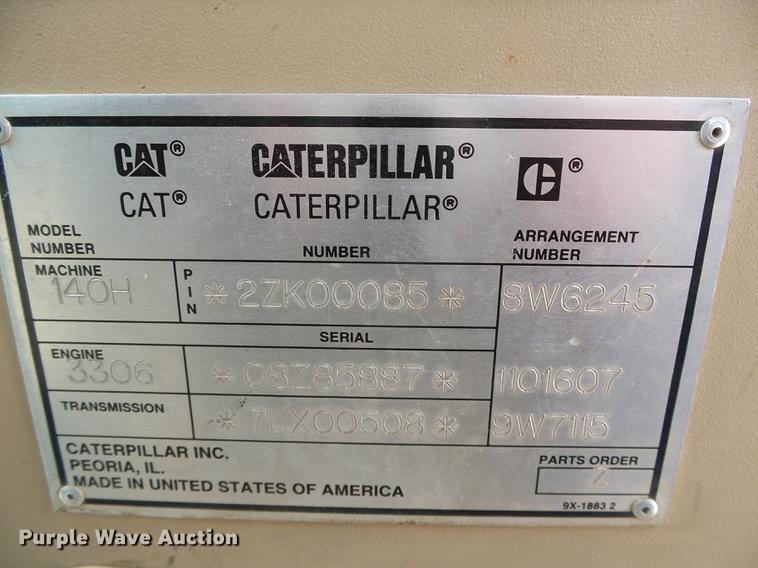 CAT® CATERPILLAR® ®
CAT® CATERPILLAR®
MODEL NUMBER NUMBER ARRANGEMENT NUMBER
MACHINE 140H PIN *2ZK00085* 8W6245
SERIAL
ENGINE 3306 *08Z85887* 1101607
TRANSMISSION *7LX00508* 9W7115
CATERPILLAR INC.
PEORIA, IL.
MADE IN UNITED STATES OF AMERICA
PARTS ORDER
Z
9X-1883 2
Purple Wave Auction®